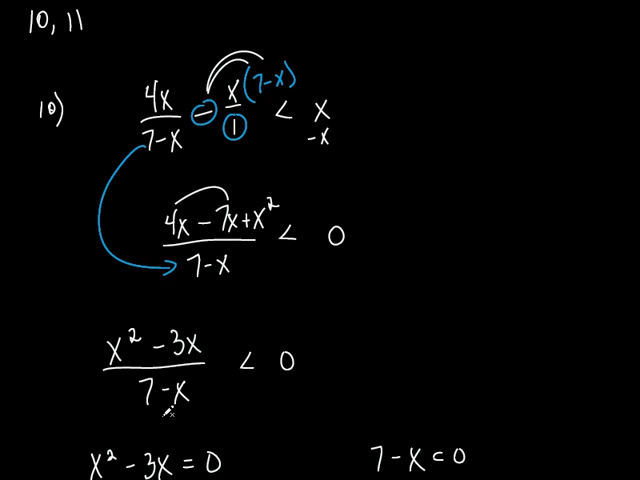 10, 11
10) 4x/7-x - x(7-x)/1 < x
-x
4x - 7x + x²/7-x < 0
x² - 3x/7-x < 0
x² - 3x = 0 7 - x = 0